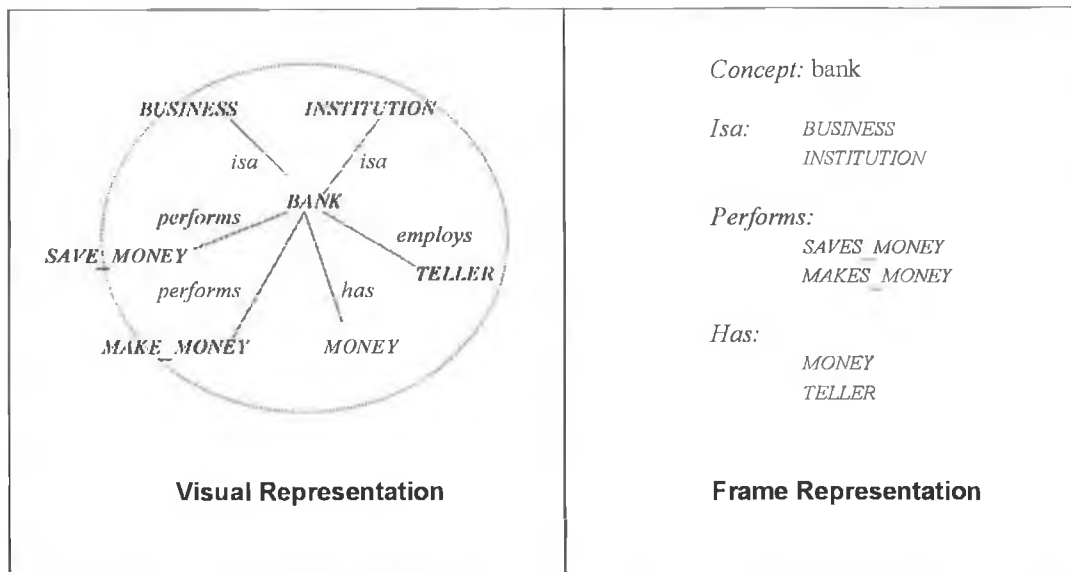 BUSINESS INSTITUTION
isa isa
BANK
performs
employs
SAVE_MONEY
TELLER
performs has
MAKE_MONEY MONEY
Visual Representation
Concept: bank
Isa: BUSINESS
INSTITUTION
Performs:
SAVES_MONEY
MAKES_MONEY
Has:
MONEY
TELLER
Frame Representation